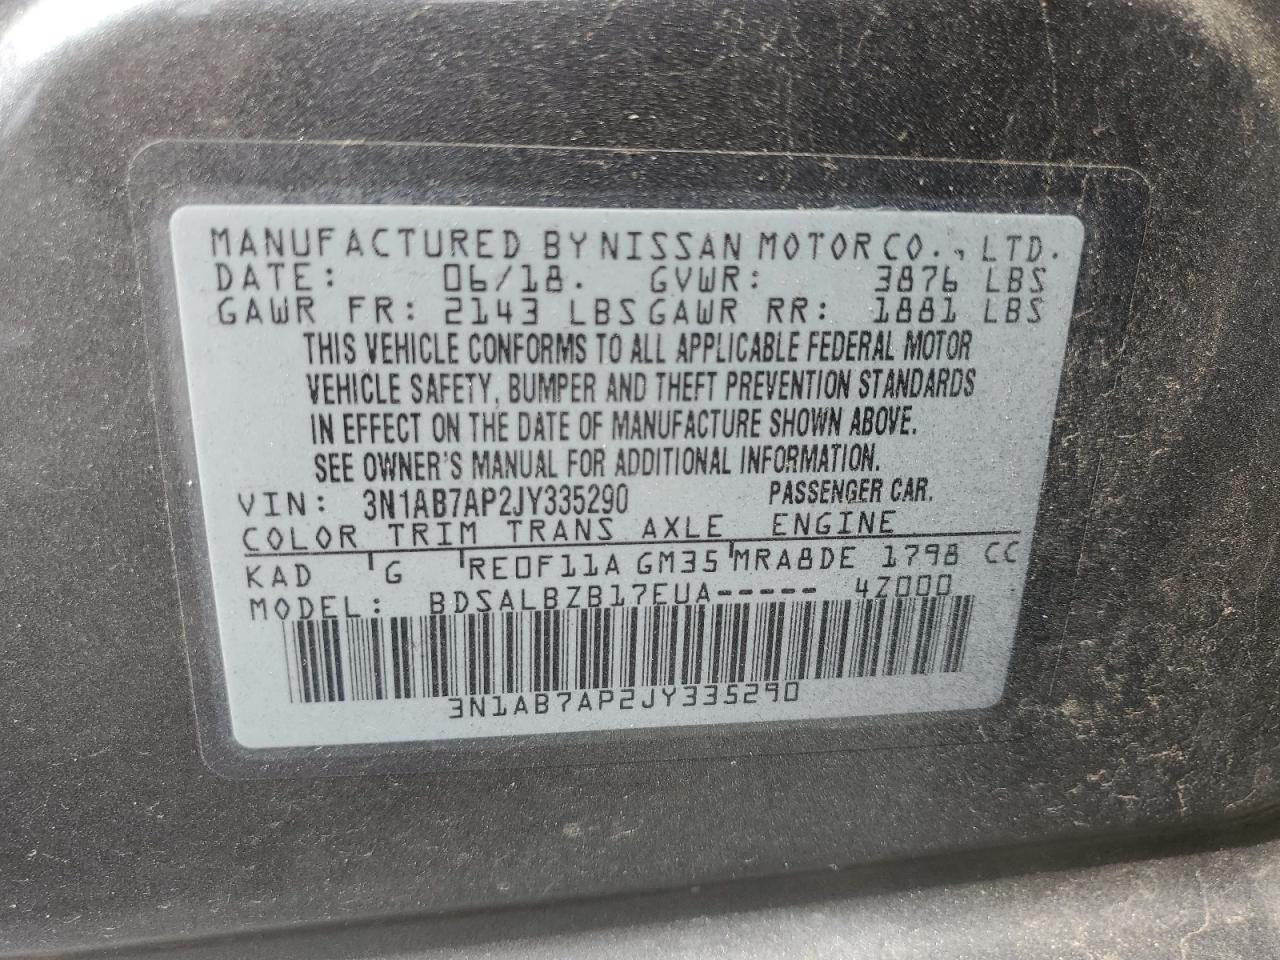 MANUFACTURED BY NISSAN MOTOR CO., LTD.
DATE: 06/18. GVWR: 3876 LBS
GAWR FR: 2143 LBS GAWR RR: 1881 LBS
THIS VEHICLE CONFORMS TO ALL APPLICABLE FEDERAL MOTOR
VEHICLE SAFETY, BUMPER AND THEFT PREVENTION STANDARDS
IN EFFECT ON THE DATE OF MANUFACTURE SHOWN ABOVE.
SEE OWNER'S MANUAL FOR ADDITIONAL INFORMATION.
VIN: 3N1AB7AP2JY335290 PASSENGER CAR.
COLOR TRIM TRANS AXLE ENGINE
KAD G RE0F11A GM35 MRA8DE 1798 CC
MODEL: BDSALBZB17EUA----- 4Z000
3N1AB7AP2JY335290